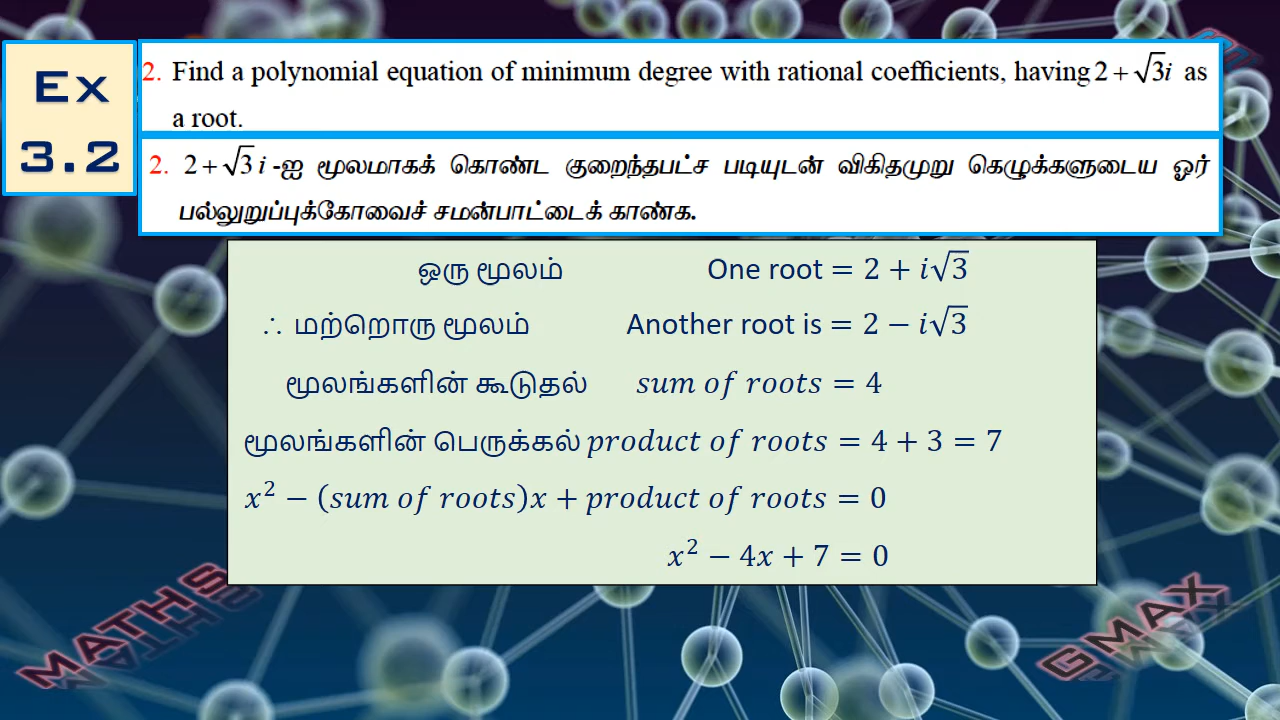 Ex
3.2
2. Find a polynomial equation of minimum degree with rational coefficients, having 2 + √3i as
a root.
2. 2 + √3 i -ஐ மூலமாகக் கொண்ட குறைந்தபட்ச படியுடன் விகிதமுறு கெழுக்களுடைய ஓர்
பல்லுறுப்புக்கோவைச் சமன்பாட்டைக் காண்க.
ஒரு மூலம் One root = 2 + i√3
∴ மற்றொரு மூலம் Another root is = 2 − i√3
மூலங்களின் கூடுதல் sum of roots = 4
மூலங்களின் பெருக்கல் product of roots = 4 + 3 = 7
x² − (sum of roots)x + product of roots = 0
x² − 4x + 7 = 0
MATHS
GMAX